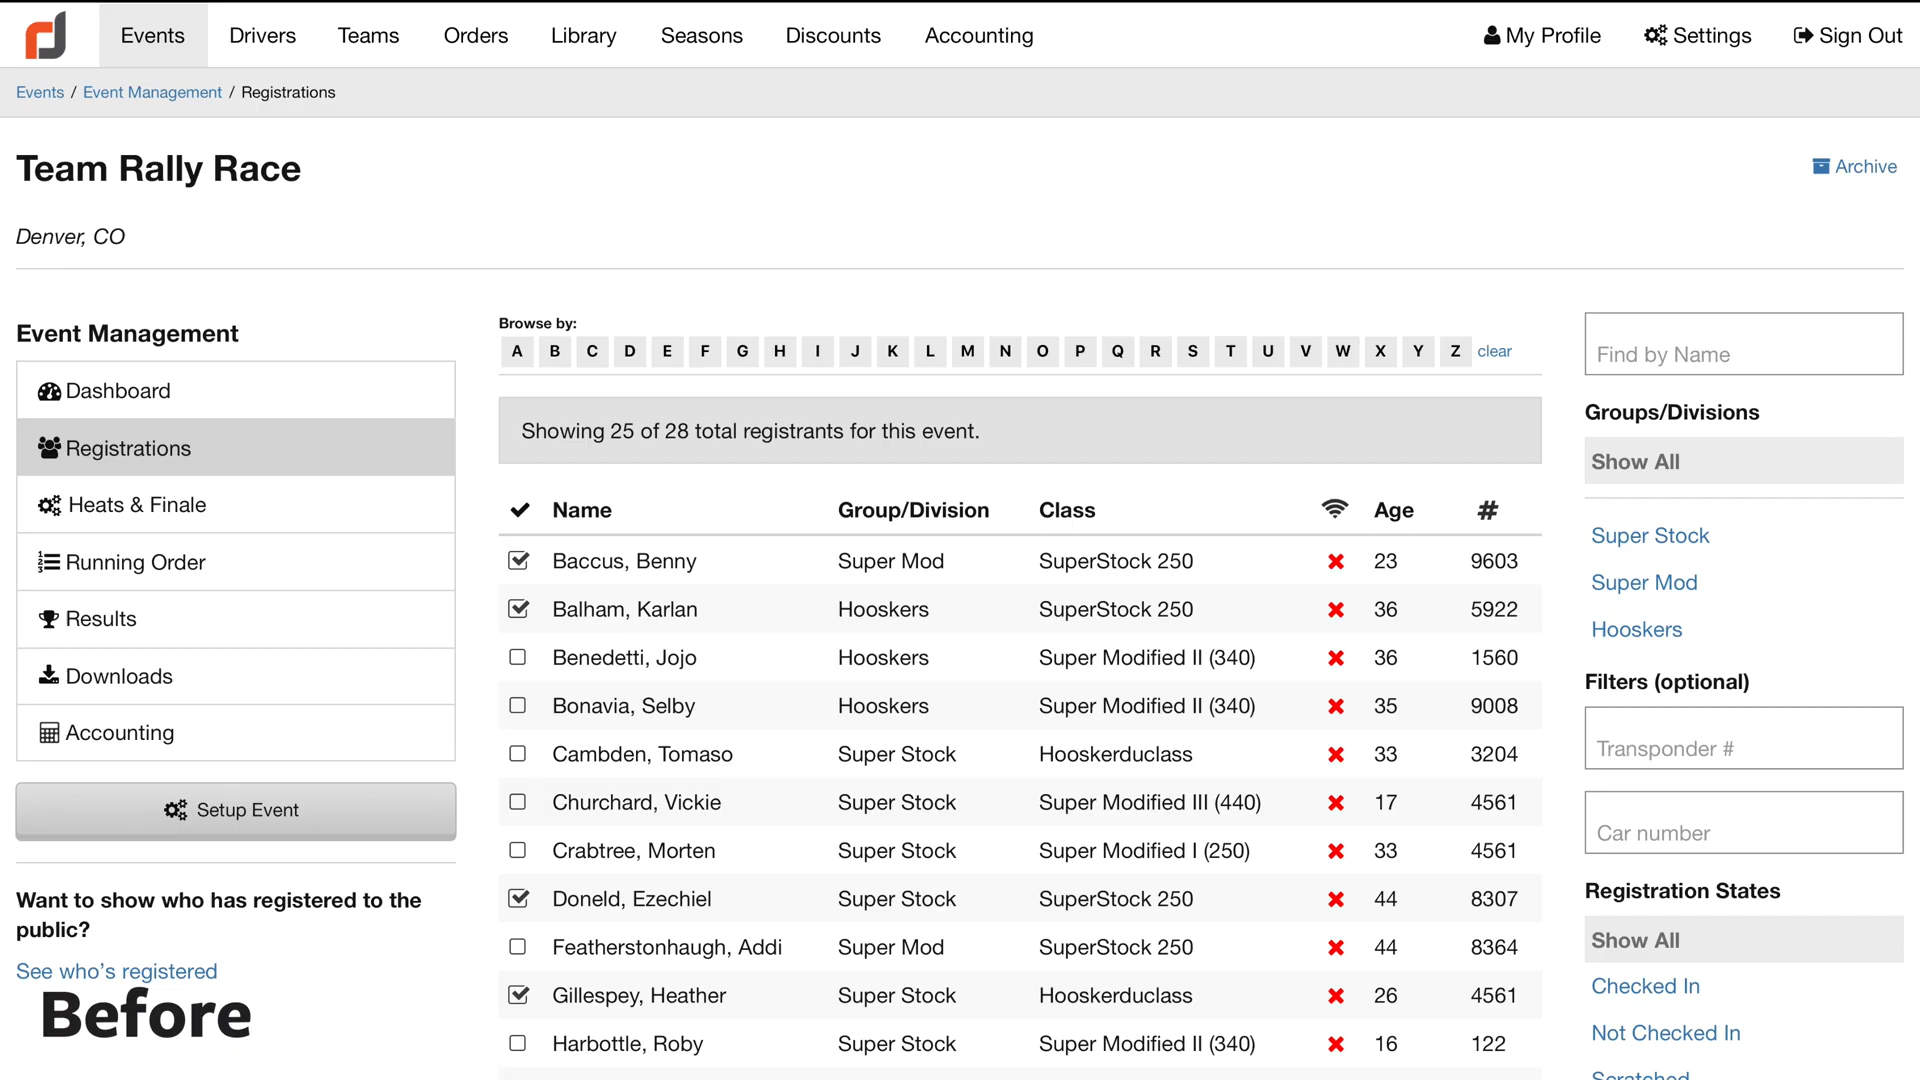 Events Drivers Teams Orders Library Seasons Discounts Accounting My Profile Settings Sign Out
Events / Event Management / Registrations
Team Rally Race
Archive
Denver, CO
Event Management
Dashboard
Registrations
Heats & Finale
Running Order
Results
Downloads
Accounting
Setup Event
Want to show who has registered to the
public?
See who's registered
Before
Browse by:
A B C D E F G H I J K L M N O P Q R S T U V W X Y Z clear
Showing 25 of 28 total registrants for this event.
Name Group/Division Class Age #
Baccus, Benny Super Mod SuperStock 250 23 9603
Balham, Karlan Hooskers SuperStock 250 36 5922
Benedetti, Jojo Hooskers Super Modified II (340) 36 1560
Bonavia, Selby Hooskers Super Modified II (340) 35 9008
Cambden, Tomaso Super Stock Hooskerduclass 33 3204
Churchard, Vickie Super Stock Super Modified III (440) 17 4561
Crabtree, Morten Super Stock Super Modified I (250) 33 4561
Doneld, Ezechiel Super Stock SuperStock 250 44 8307
Featherstonhaugh, Addi Super Mod SuperStock 250 44 8364
Gillespey, Heather Super Stock Hooskerduclass 26 4561
Harbottle, Roby Super Stock Super Modified II (340) 16 122
Find by Name
Groups/Divisions
Show All
Super Stock
Super Mod
Hooskers
Filters (optional)
Transponder #
Car number
Registration States
Show All
Checked In
Not Checked In
Scratched